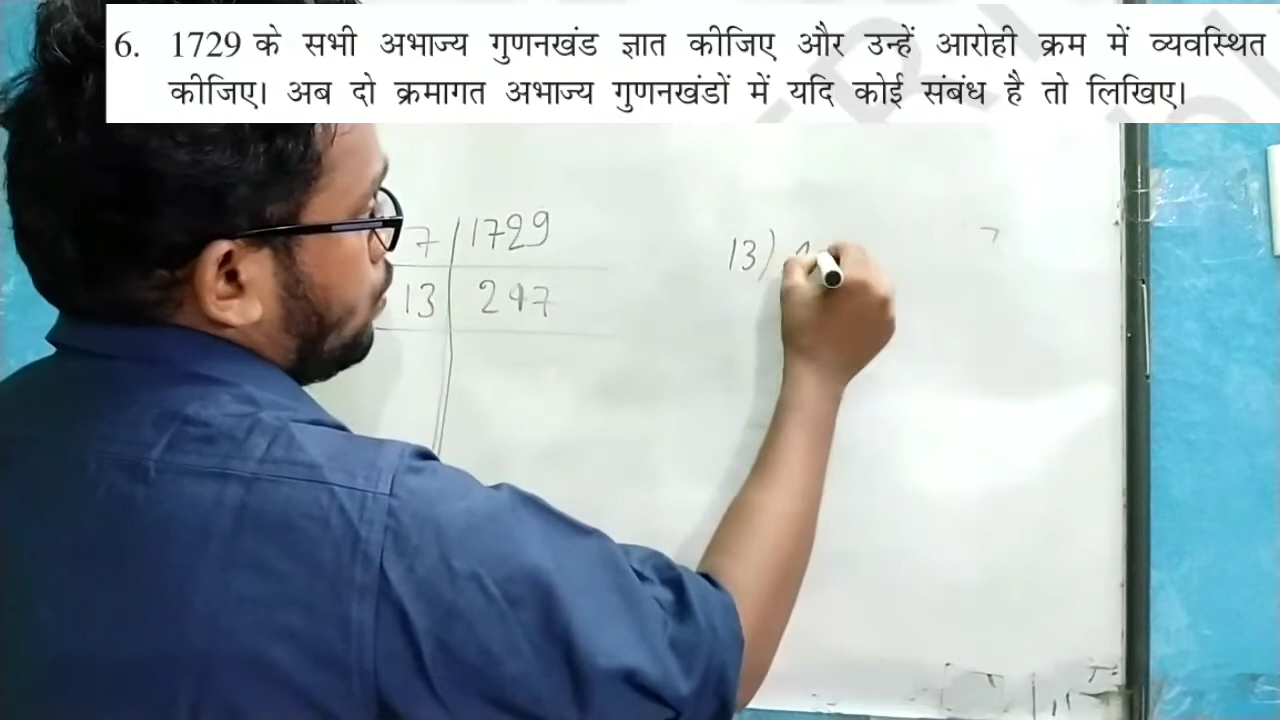 6. 1729 के सभी अभाज्य गुणनखंड ज्ञात कीजिए और उन्हें आरोही क्रम में व्यवस्थित
कीजिए। अब दो क्रमागत अभाज्य गुणनखंडों में यदि कोई संबंध है तो लिखिए।
7 | 1729
13 | 247
13)
7